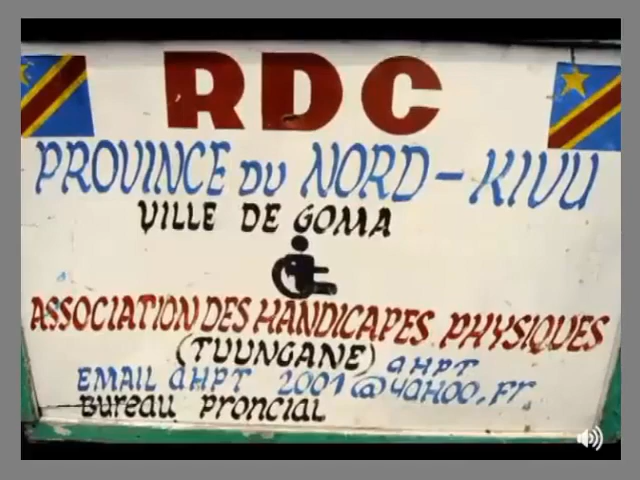 RDC
PROVINCE DU NORD-KIVU
VILLE DE GOMA
ASSOCIATION DES HANDICAPES PHYSIQUES
(TUUNGANE) AHPT
EMAIL AHPT 2001@YAHOO.Fr
Bureau PRONCIAL